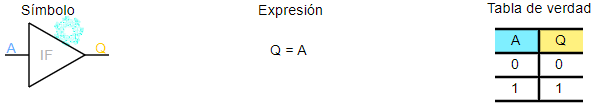 Símbolo
Expresión
Tabla de verdad
A
IF
Q
Q = A
A Q
0 0
1 1